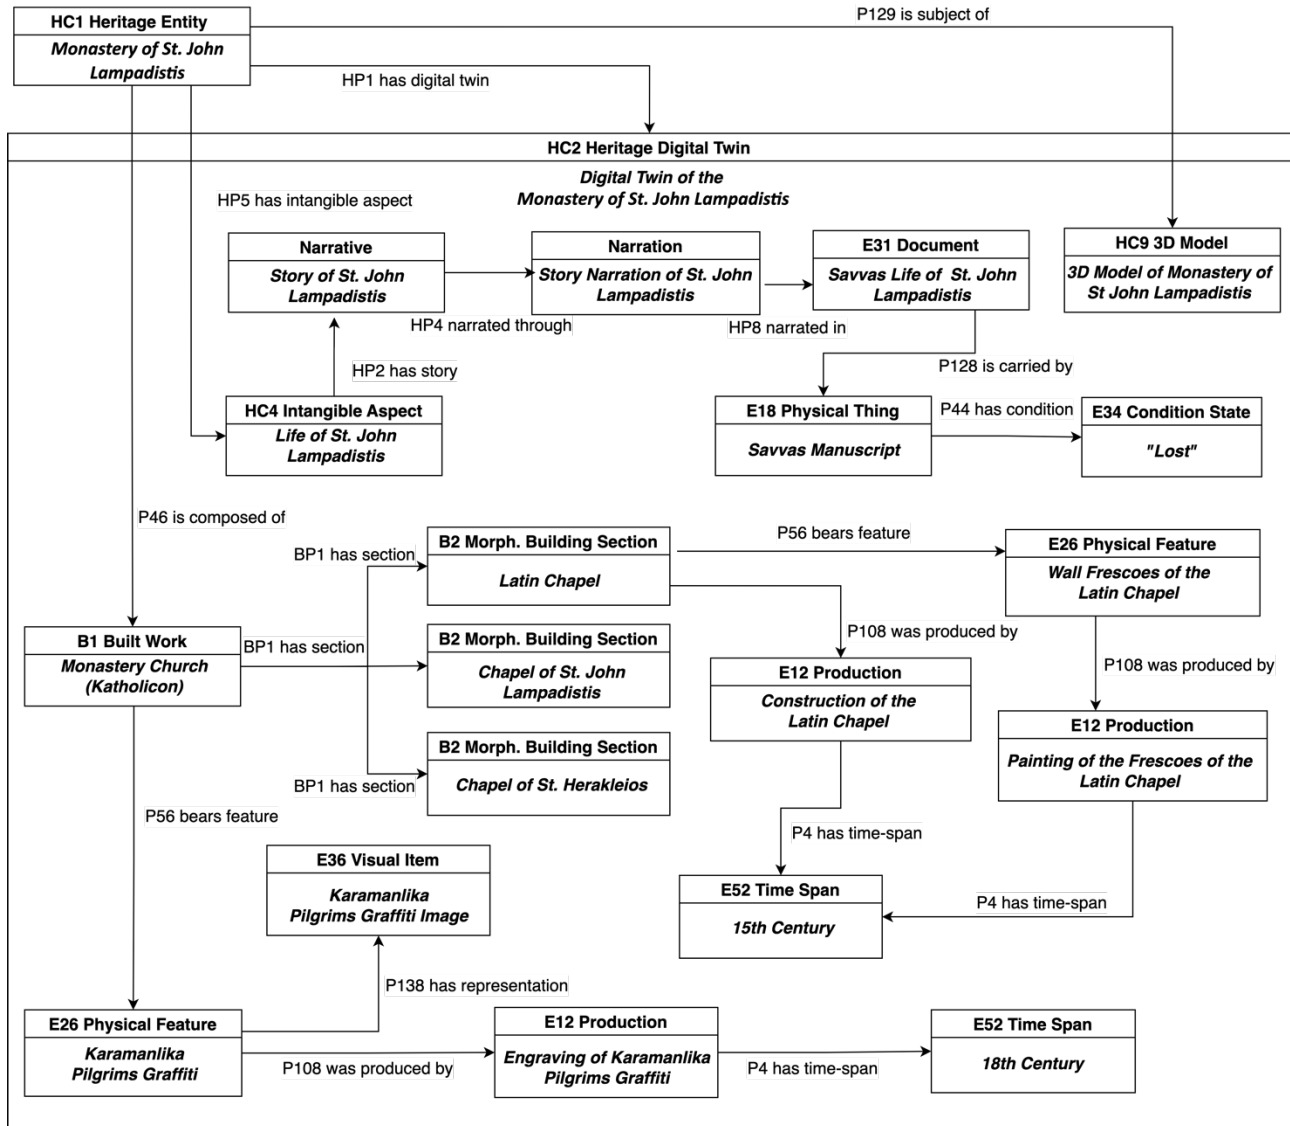 HC1 Heritage Entity
Monastery of St. John
Lampadistis
P129 is subject of
HP1 has digital twin
HC2 Heritage Digital Twin
Digital Twin of the
Monastery of St. John Lampadistis
HP5 has intangible aspect
Narrative
Story of St. John
Lampadistis
Narration
Story Narration of St. John
Lampadistis
E31 Document
Savvas Life of St. John
Lampadistis
HC9 3D Model
3D Model of Monastery of
St John Lampadistis
HP4 narrated through
HP8 narrated in
HP2 has story
P128 is carried by
HC4 Intangible Aspect
Life of St. John
Lampadistis
E18 Physical Thing
Savvas Manuscript
P44 has condition
E34 Condition State
"Lost"
P46 is composed of
BP1 has section
B2 Morph. Building Section
Latin Chapel
P56 bears feature
E26 Physical Feature
Wall Frescoes of the
Latin Chapel
B1 Built Work
Monastery Church
(Katholicon)
BP1 has section
B2 Morph. Building Section
Chapel of St. John
Lampadistis
P108 was produced by
E12 Production
Construction of the
Latin Chapel
P108 was produced by
E12 Production
Painting of the Frescoes of the
Latin Chapel
BP1 has section
B2 Morph. Building Section
Chapel of St. Herakleios
P56 bears feature
P4 has time-span
E36 Visual Item
Karamanlika
Pilgrims Graffiti Image
E52 Time Span
15th Century
P4 has time-span
P138 has representation
E26 Physical Feature
Karamanlika
Pilgrims Graffiti
P108 was produced by
E12 Production
Engraving of Karamanlika
Pilgrims Graffiti
P4 has time-span
E52 Time Span
18th Century